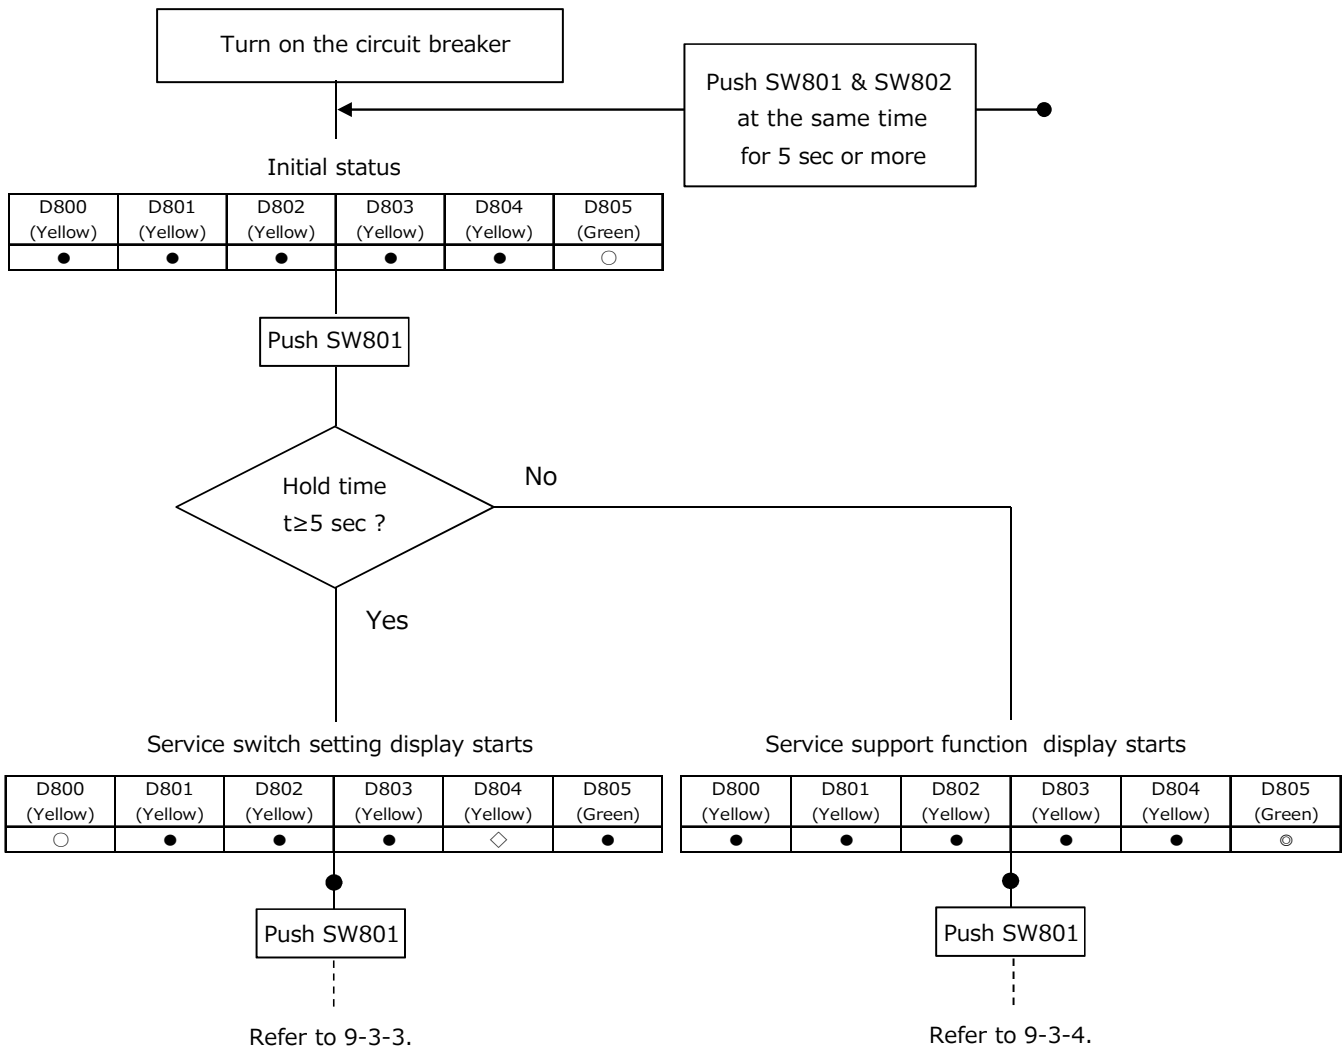 Turn on the circuit breaker
Push SW801 & SW802
at the same time
for 5 sec or more
Initial status
D800 D801 D802 D803 D804 D805
(Yellow) (Yellow) (Yellow) (Yellow) (Yellow) (Green)
● ● ● ● ● ○
Push SW801
Hold time
t≥5 sec ?
No
Yes
Service switch setting display starts
D800 D801 D802 D803 D804 D805
(Yellow) (Yellow) (Yellow) (Yellow) (Yellow) (Green)
○ ● ● ● ◇ ●
Push SW801
Refer to 9-3-3.
Service support function display starts
D800 D801 D802 D803 D804 D805
(Yellow) (Yellow) (Yellow) (Yellow) (Yellow) (Green)
● ● ● ● ● ◎
Push SW801
Refer to 9-3-4.